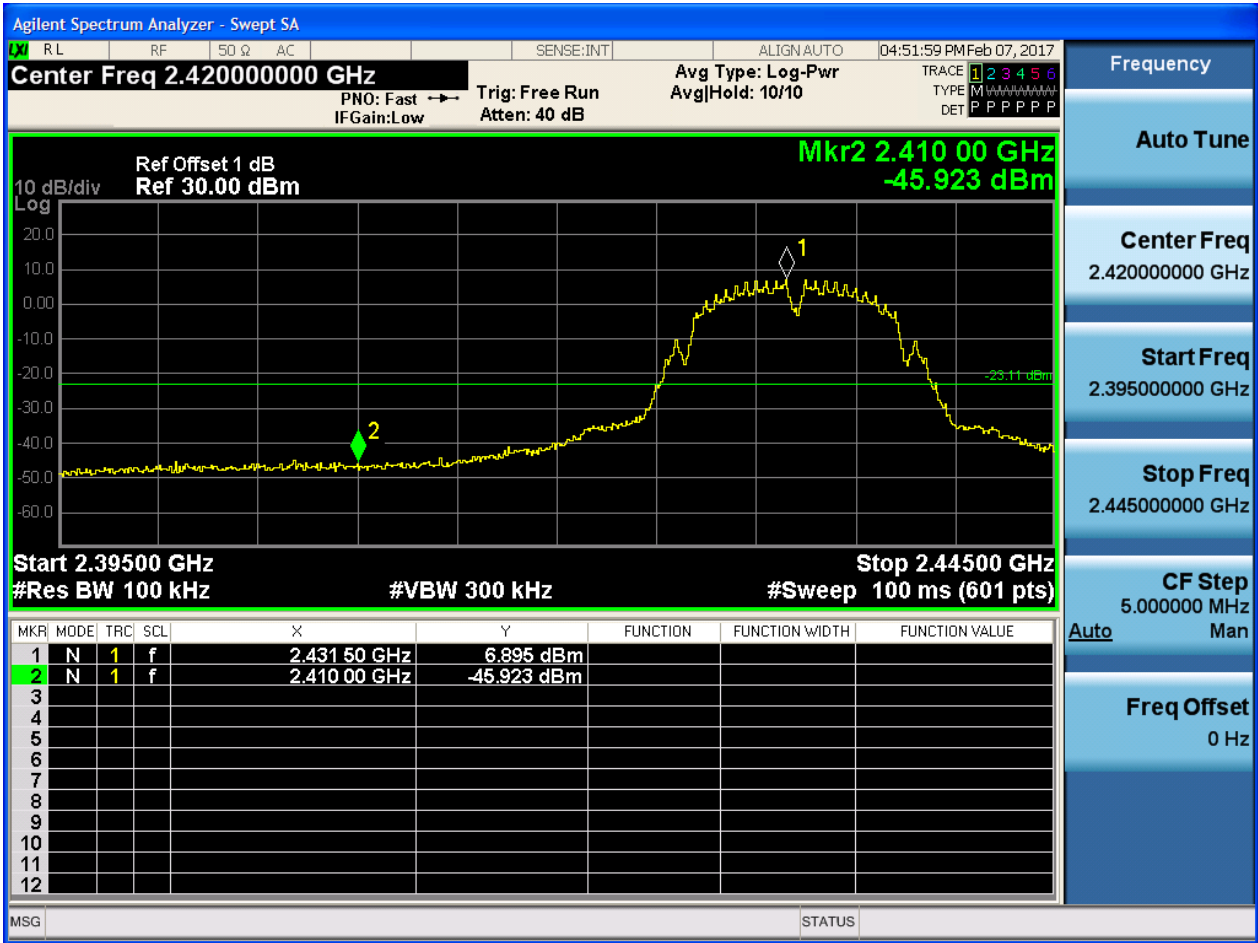 Agilent Spectrum Analyzer - Swept SA
LXI RL RF 50 Ω AC SENSE:INT ALIGN AUTO 04:51:59 PM Feb 07, 2017
Center Freq 2.420000000 GHz
PNO: Fast
IFGain:Low
Trig: Free Run
Atten: 40 dB
Avg Type: Log-Pwr
Avg|Hold: 10/10
TRACE 1 2 3 4 5 6
TYPE M
DET P P P P P P
Mkr2 2.410 00 GHz
-45.923 dBm
Ref Offset 1 dB
10 dB/div Ref 30.00 dBm
Log
20.0
10.0
0.00
-10.0
-20.0
-30.0
-40.0
-50.0
-60.0
1
-23.11 dBm
2
Start 2.39500 GHz Stop 2.44500 GHz
#Res BW 100 kHz #VBW 300 kHz #Sweep 100 ms (601 pts)
MKR MODE TRC SCL X Y FUNCTION FUNCTION WIDTH FUNCTION VALUE
1 N 1 f 2.431 50 GHz 6.895 dBm
2 N 1 f 2.410 00 GHz -45.923 dBm
3
4
5
6
7
8
9
10
11
12
MSG STATUS
Frequency
Auto Tune
Center Freq
2.420000000 GHz
Start Freq
2.395000000 GHz
Stop Freq
2.445000000 GHz
CF Step
5.000000 MHz
Auto Man
Freq Offset
0 Hz